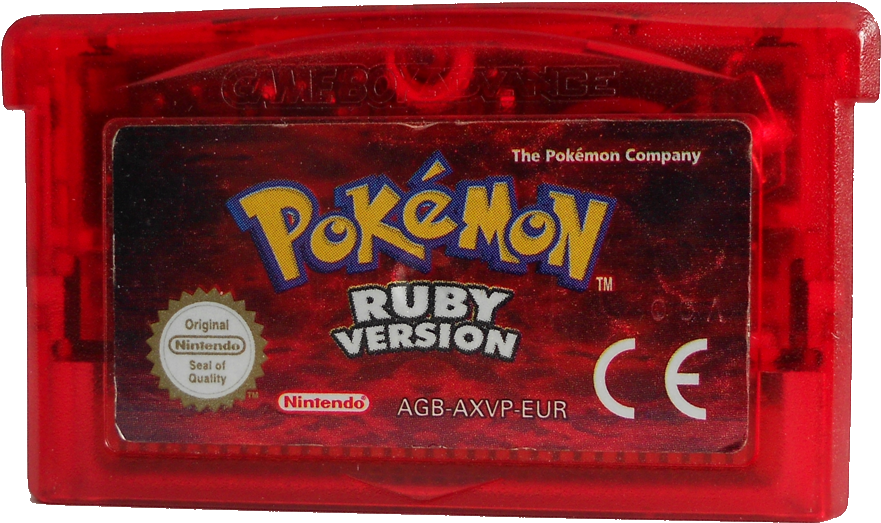 GAME BOY ADVANCE
The Pokémon Company
POKéMON
TM
RUBY
VERSION
Original
Nintendo
Seal of
Quality
TM
Nintendo®
AGB-AXVP-EUR
CE